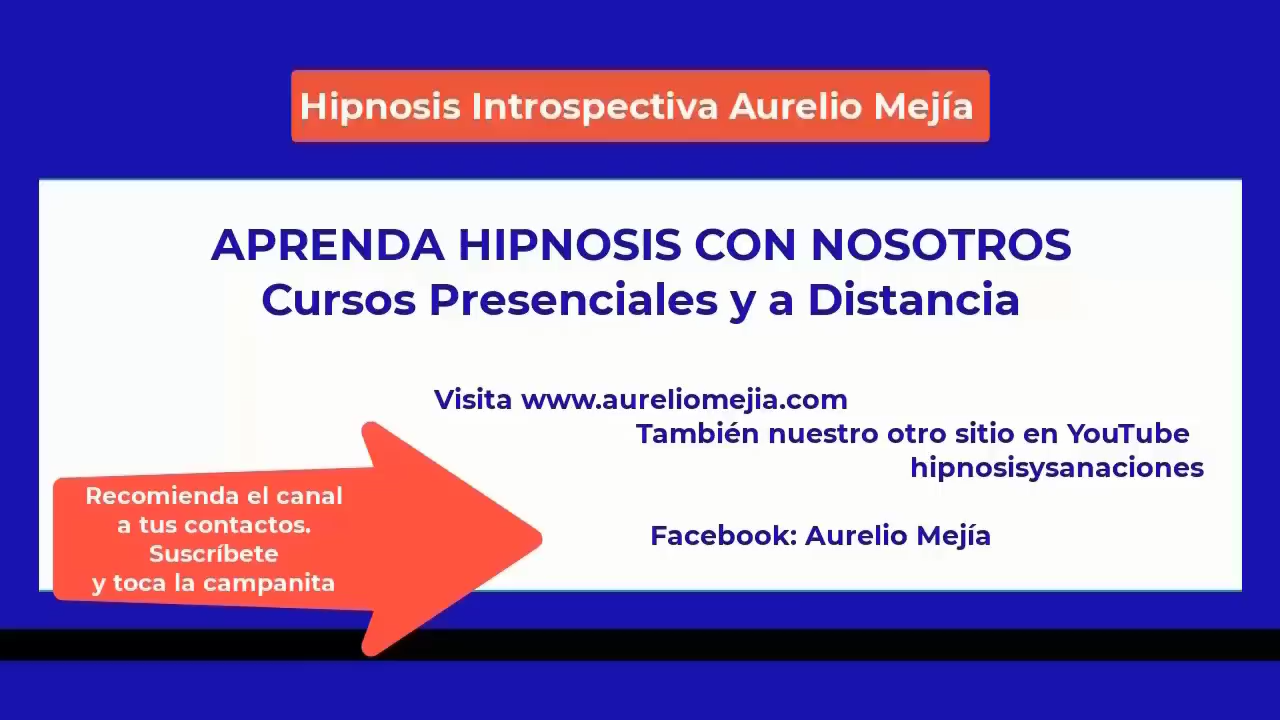 Hipnosis Introspectiva Aurelio Mejía
APRENDA HIPNOSIS CON NOSOTROS
Cursos Presenciales y a Distancia
Visita www.aureliomejia.com
También nuestro otro sitio en YouTube
hipnosisysanaciones
Facebook: Aurelio Mejía
Recomienda el canal
a tus contactos.
Suscríbete
y toca la campanita